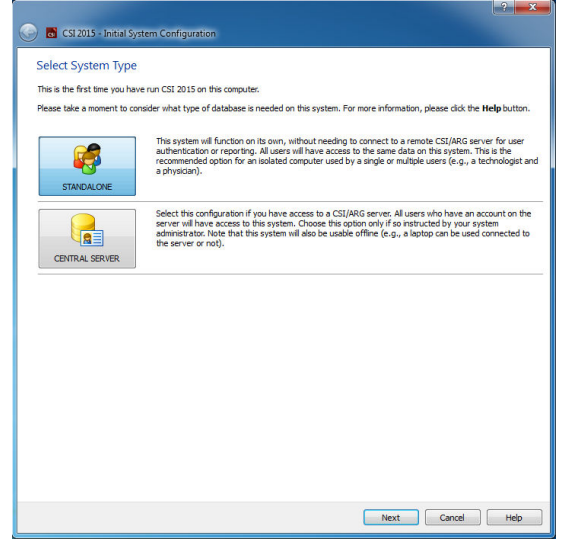 CSI 2015 - Initial System Configuration
Select System Type
This is the first time you have run CSI 2015 on this computer.
Please take a moment to consider what type of database is needed on this system. For more information, please click the Help button.
This system will function on its own, without needing to connect to a remote CSI/ARG server for user
authentication or reporting. All users will have access to the same data on this system. This is the
recommended option for an isolated computer used by a single or multiple users (e.g., a technologist and
a physician).
STANDALONE
Select this configuration if you have access to a CSI/ARG server. All users who have an account on the
server will have access to this system. Choose this option only if so instructed by your system
administrator. Note that this system will also be usable offline (e.g., a laptop can be used connected to
the server or not).
CENTRAL SERVER
Next
Cancel
Help